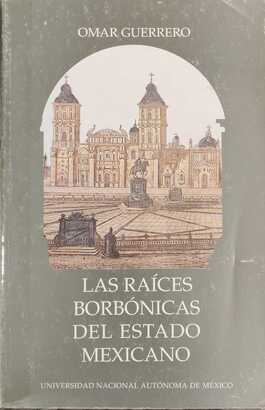 OMAR GUERRERO
LAS RAÍCES
BORBÓNICAS
DEL ESTADO
MEXICANO
UNIVERSIDAD NACIONAL AUTÓNOMA DE MÉXICO